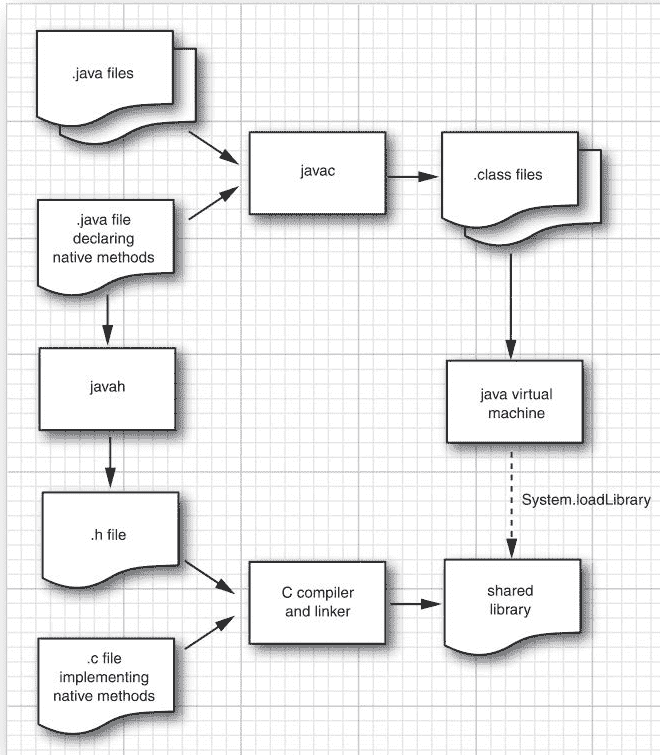 .java files
javac
.class files
.java file
declaring
native methods
javah
java virtual
machine
System.loadLibrary
.h file
C compiler
and linker
shared
library
.c file
implementing
native methods